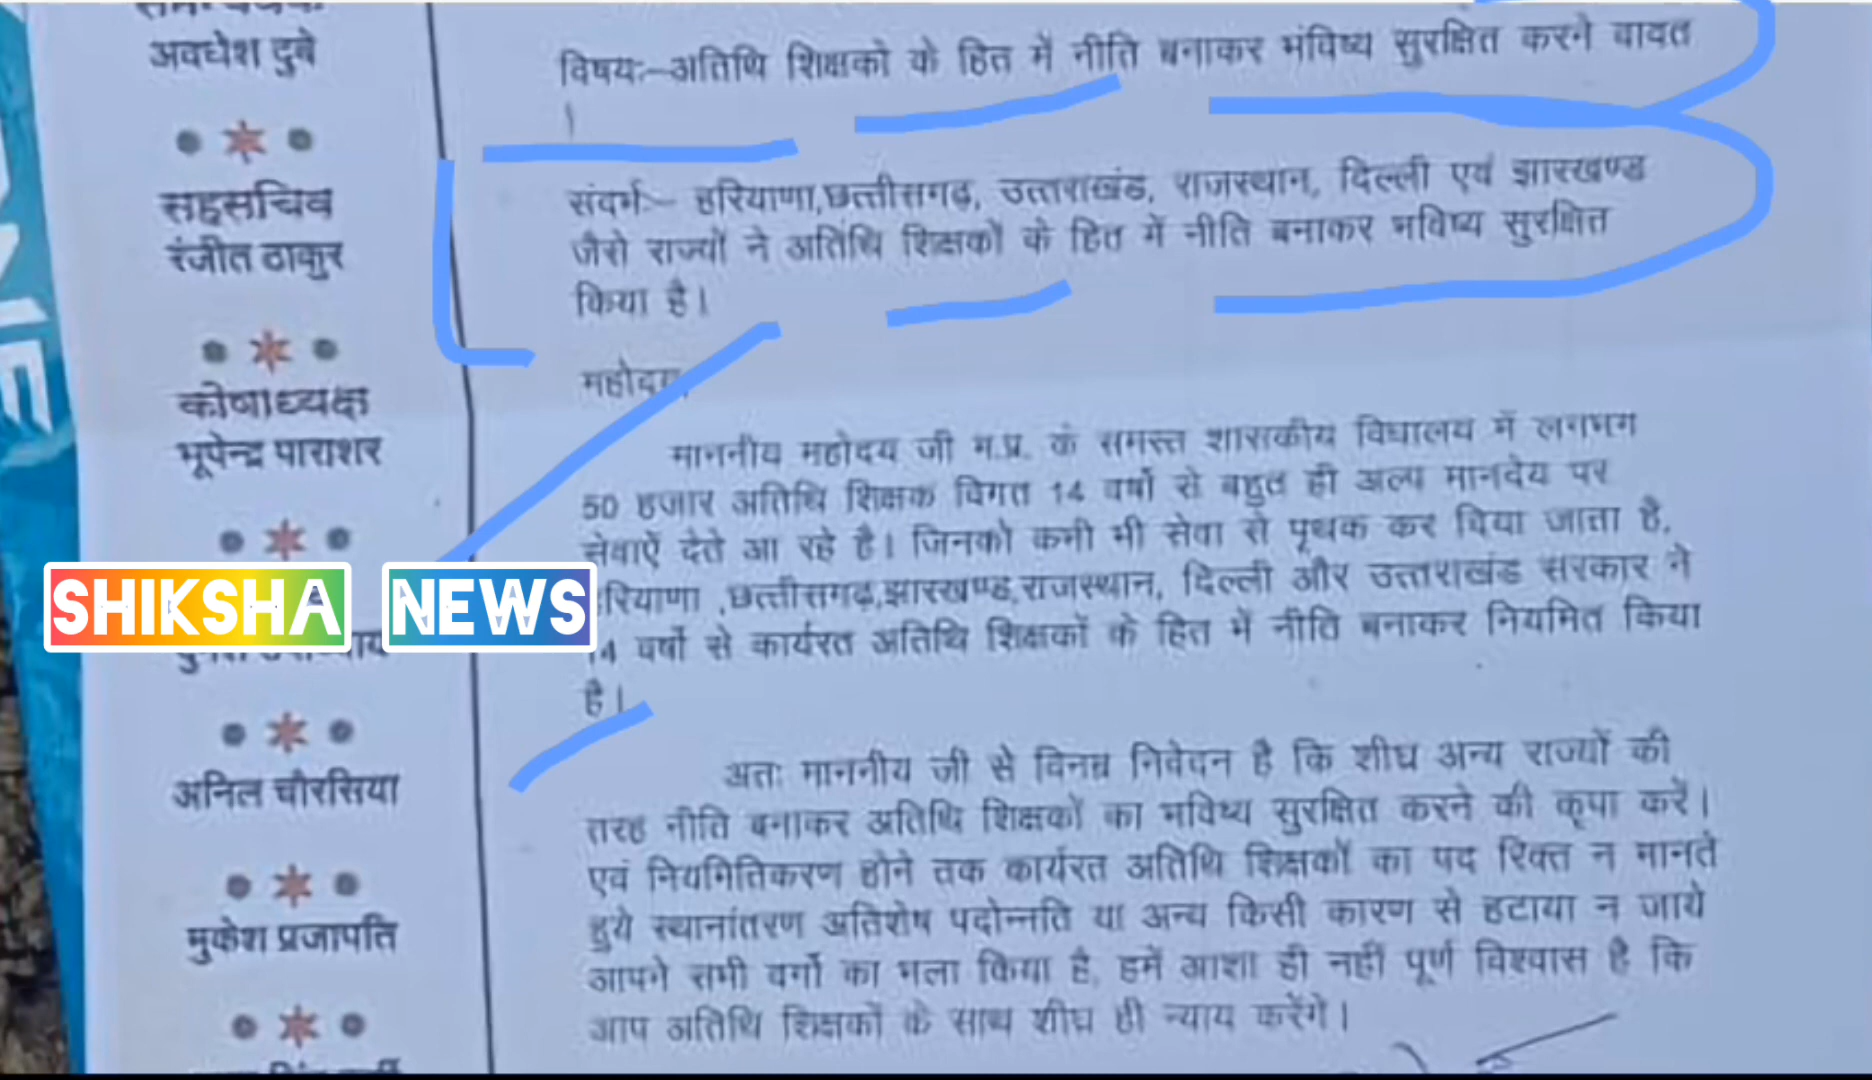 अवधेश दुबे
सहसचिव
रंजीत ठाकुर
कोषाध्यक्ष
भूपेन्द्र पाराशर
अनिल चौरसिया
मुकेश प्रजापति
विषयः–अतिथि शिक्षको के हित में नीति बनाकर भंविष्य सुरक्षित करने वावत
।
संदर्भः– हरियाणा,छत्तीसगढ़, उत्तराखंड, राजस्थान, दिल्ली एवं झारखण्ड
जैसे राज्यों ने अतिथि शिक्षकों के हित में नीति बनाकर भविष्य सुरक्षित
किया है।
महोदय,
माननीय महोदय जी म.प्र. के समस्त शासकीय विघालय में लगभग
50 हजार अतिथि शिक्षक विगत 14 वर्षो से बहुत ही अल्प मानदेय पर
सेवाऐं देते आ रहे है। जिनको कभी भी सेवा से पृथक कर दिया जाता है,
SHIKSHA NEWS
रियाणा ,छत्तीसगढ़,झारखण्ड,राजस्थान, दिल्ली और उत्तराखंड सरकार ने
14 वर्षो से कार्यरत अतिथि शिक्षकों के हित में नीति बनाकर नियमित किया
है।
अतः माननीय जी से विनम्र निवेदन है कि शीघ्र अन्य राज्यों की
तरह नीति बनाकर अतिथि शिक्षकों का भविष्य सुरक्षित करने की कृपा करें।
एवं नियमितिकरण होने तक कार्यरत अतिथि शिक्षकों का पद रिक्त न मानते
हुये स्थानांतरण अतिशेष पदोन्नति या अन्य किसी कारण से हटाया न जाये
आपने सभी वर्गो का भला किया है, हमें आशा ही नहीं पूर्ण विश्वास है कि
आप अतिथि शिक्षकों के साथ शीघ्र ही न्याय करेंगे।